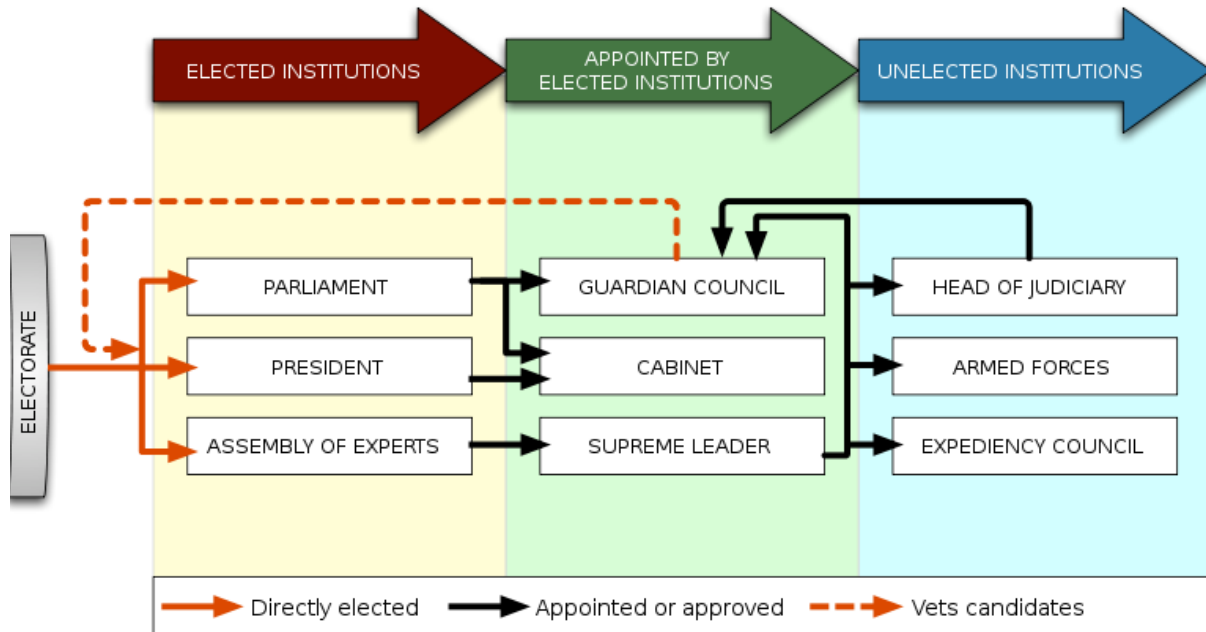 ELECTED INSTITUTIONS
APPOINTED BY
ELECTED INSTITUTIONS
UNELECTED INSTITUTIONS
ELECTORATE
PARLIAMENT
GUARDIAN COUNCIL
HEAD OF JUDICIARY
PRESIDENT
CABINET
ARMED FORCES
ASSEMBLY OF EXPERTS
SUPREME LEADER
EXPEDIENCY COUNCIL
Directly elected
Appointed or approved
Vets candidates